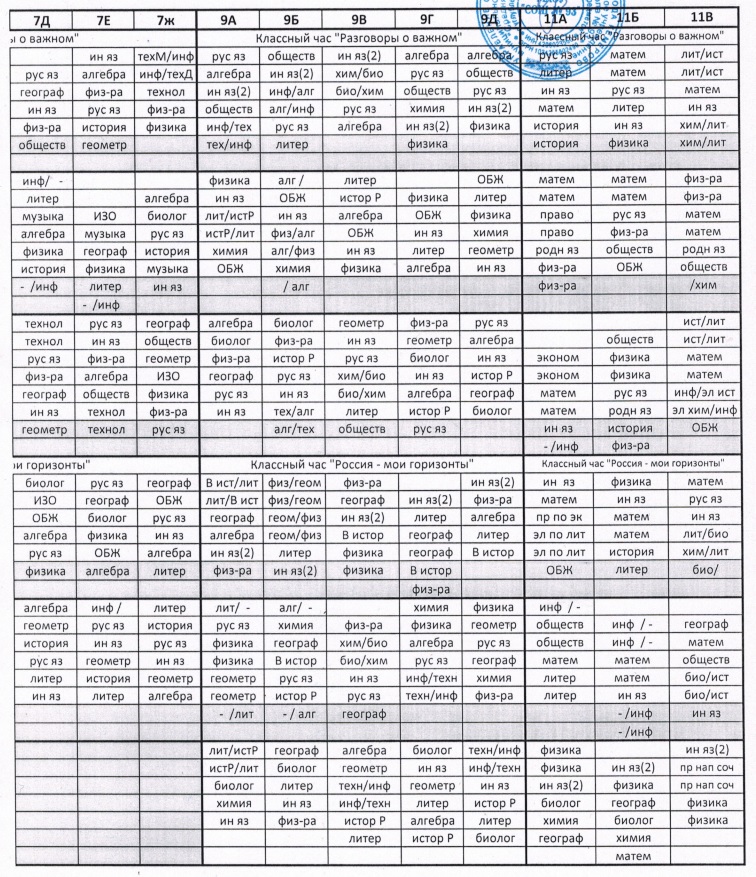 7Д 7Е 7ж 9А 9Б 9В 9Г 9Д 11А 11Б 11В
ы о важном" Классный час "Разговоры о важном" Классный час "Разговоры о важном"
ин яз техМ/инф рус яз обществ ин яз(2) алгебра алгебра рус яз матем лит/ист
рус яз алгебра инф/техД алгебра ин яз(2) хим/био рус яз обществ литер матем лит/ист
географ физ-ра технол ин яз(2) инф/алг био/хим обществ рус яз ин яз рус яз матем
ин яз рус яз физ-ра обществ алг/инф рус яз химия ин яз(2) матем литер ин яз
физ-ра история физика инф/тех рус яз алгебра ин яз(2) физика история ин яз хим/лит
обществ геометр тех/инф литер физика история физика хим/лит
инф/ - физика алг / литер ОБЖ матем матем физ-ра
литер алгебра ин яз ОБЖ истор Р физика литер матем матем физ-ра
музыка ИЗО биолог лит/истР ин яз алгебра ОБЖ физика право рус яз матем
алгебра музыка рус яз истР/лит физ/алг ОБЖ ин яз химия право физ-ра матем
физика географ история химия алг/физ ин яз литер геометр родн яз обществ родн яз
история физика музыка ОБЖ химия физика алгебра ин яз физ-ра ОБЖ обществ
- /инф литер ин яз / алг физ-ра /хим
- /инф
технол рус яз географ алгебра биолог геометр физ-ра рус яз ист/лит
технол ин яз обществ биолог физ-ра ин яз геометр алгебра обществ ист/лит
рус яз физ-ра геометр физ-ра истор Р рус яз биолог ин яз эконом физика матем
физ-ра алгебра ИЗО географ рус яз хим/био ин яз истор Р эконом физика матем
географ обществ физика рус яз ин яз био/хим алгебра географ матем рус яз инф/эл ист
ин яз технол физ-ра ин яз тех/алг литер истор Р биолог матем родн яз эл хим/инф
геометр технол рус яз алг/тех обществ рус яз ин яз история ОБЖ
- /инф физ-ра
ои горизонты" Классный час "Россия - мои горизонты" Классный час "Россия - мои горизонты"
биолог рус яз географ В ист/лит физ/геом физ-ра ин яз(2) ин яз физика матем
ИЗО географ ОБЖ лит/В ист физ/геом географ ин яз(2) физ-ра матем ин яз рус яз
ОБЖ биолог рус яз географ геом/физ ин яз(2) литер алгебра пр по эк матем ин яз
алгебра физика ин яз алгебра геом/физ В истор географ литер эл по лит матем лит/био
рус яз ОБЖ алгебра ин яз(2) литер физика географ В истор эл по лит история хим/лит
физика алгебра литер физ-ра ин яз(2) физика В истор ОБЖ литер био/
физ-ра
алгебра инф / литер лит/ - алг/ - химия физика инф / -
геометр рус яз история рус яз химия физ-ра физика геометр обществ инф / - географ
история ин яз рус яз физика географ хим/био алгебра рус яз обществ инф / - матем
рус яз геометр ин яз физика В истор био/хим рус яз географ матем матем обществ
литер история геометр геометр рус яз ин яз инф/техн химия литер матем био/ист
ин яз литер алгебра геометр истор Р рус яз техн/инф физ-ра литер ин яз био/ист
- /лит - / алг географ - /инф ин яз
- /инф
лит/истР географ алгебра биолог техн/инф физика ин яз(2)
истР/лит биолог геометр ин яз инф/техн физика ин яз(2) пр нап соч
биолог литер техн/инф геометр ин яз ин яз(2) физика пр нап соч
химия ин яз инф/техн литер истор Р биолог географ физика
ин яз физ-ра истор Р алгебра литер химия биолог физика
литер истор Р биолог географ химия
матем